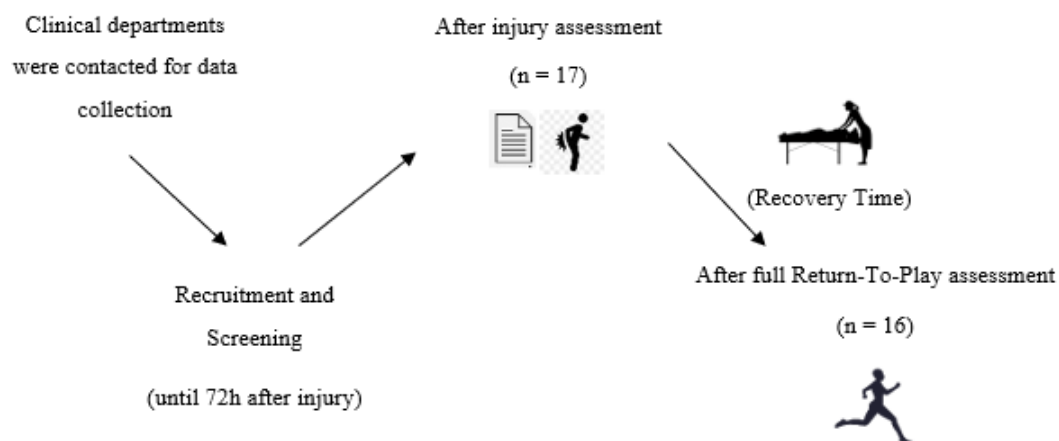 Clinical departments
were contacted for data
collection
Recruitment and
Screening
(until 72h after injury)
After injury assessment
(n = 17)
(Recovery Time)
After full Return-To-Play assessment
(n = 16)